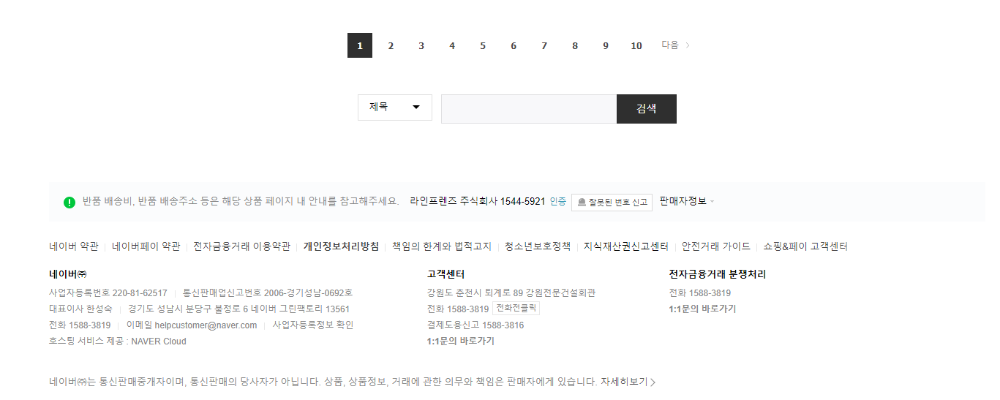 1 2 3 4 5 6 7 8 9 10 다음
제목 검색
반품 배송비, 반품 배송주소 등은 해당 상품 페이지 내 안내를 참고해주세요. 라인프렌즈 주식회사 1544-5921 인증 잘못된 번호 신고 판매자정보
네이버 약관 네이버페이 약관 전자금융거래 이용약관 개인정보처리방침 책임의 한계와 법적고지 청소년보호정책 지식재산권신고센터 안전거래 가이드 쇼핑&페이 고객센터
네이버㈜
사업자등록번호 220-81-62517 통신판매업신고번호 2006-경기성남-0692호
대표이사 한성숙 경기도 성남시 분당구 불정로 6 네이버 그린팩토리 13561
전화 1588-3819 이메일 helpcustomer@naver.com 사업자등록정보 확인
호스팅 서비스 제공 : NAVER Cloud
고객센터
강원도 춘천시 퇴계로 89 강원전문건설회관
전화 1588-3819 전화전클릭
결제도용신고 1588-3816
1:1문의 바로가기
전자금융거래 분쟁처리
전화 1588-3819
1:1문의 바로가기
네이버㈜는 통신판매중개자이며, 통신판매의 당사자가 아닙니다. 상품, 상품정보, 거래에 관한 의무와 책임은 판매자에게 있습니다. 자세히보기